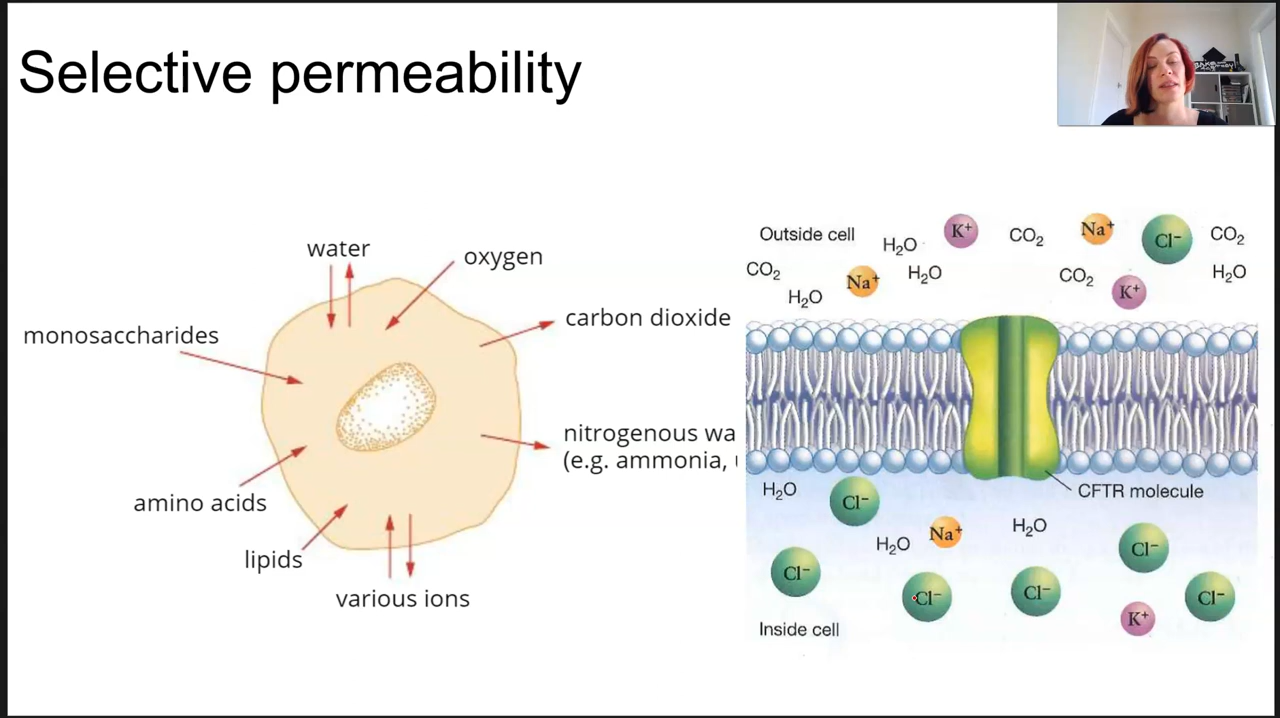 Selective permeability
water
oxygen
monosaccharides
carbon dioxide
nitrogenous wa
(e.g. ammonia,
amino acids
lipids
various ions
Outside cell
H₂O
K⁺
CO₂
Na⁺
Cl⁻
CO₂
CO₂
H₂O
Na⁺
H₂O
CO₂
K⁺
H₂O
CFTR molecule
H₂O
Cl⁻
H₂O
Na⁺
H₂O
Cl⁻
Cl⁻
Cl⁻
Cl⁻
Cl⁻
K⁺
Inside cell